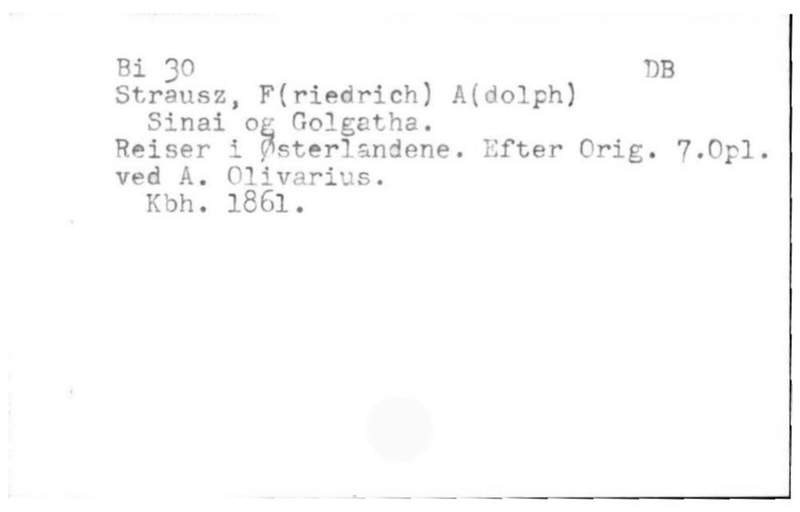 Bi 30 DB
Strausz, F(riedrich) A(dolph)
Sinai og Golgatha.
Reiser i Østerlandene. Efter Orig. 7.Opl.
ved A. Olivarius.
Kbh. 1861.